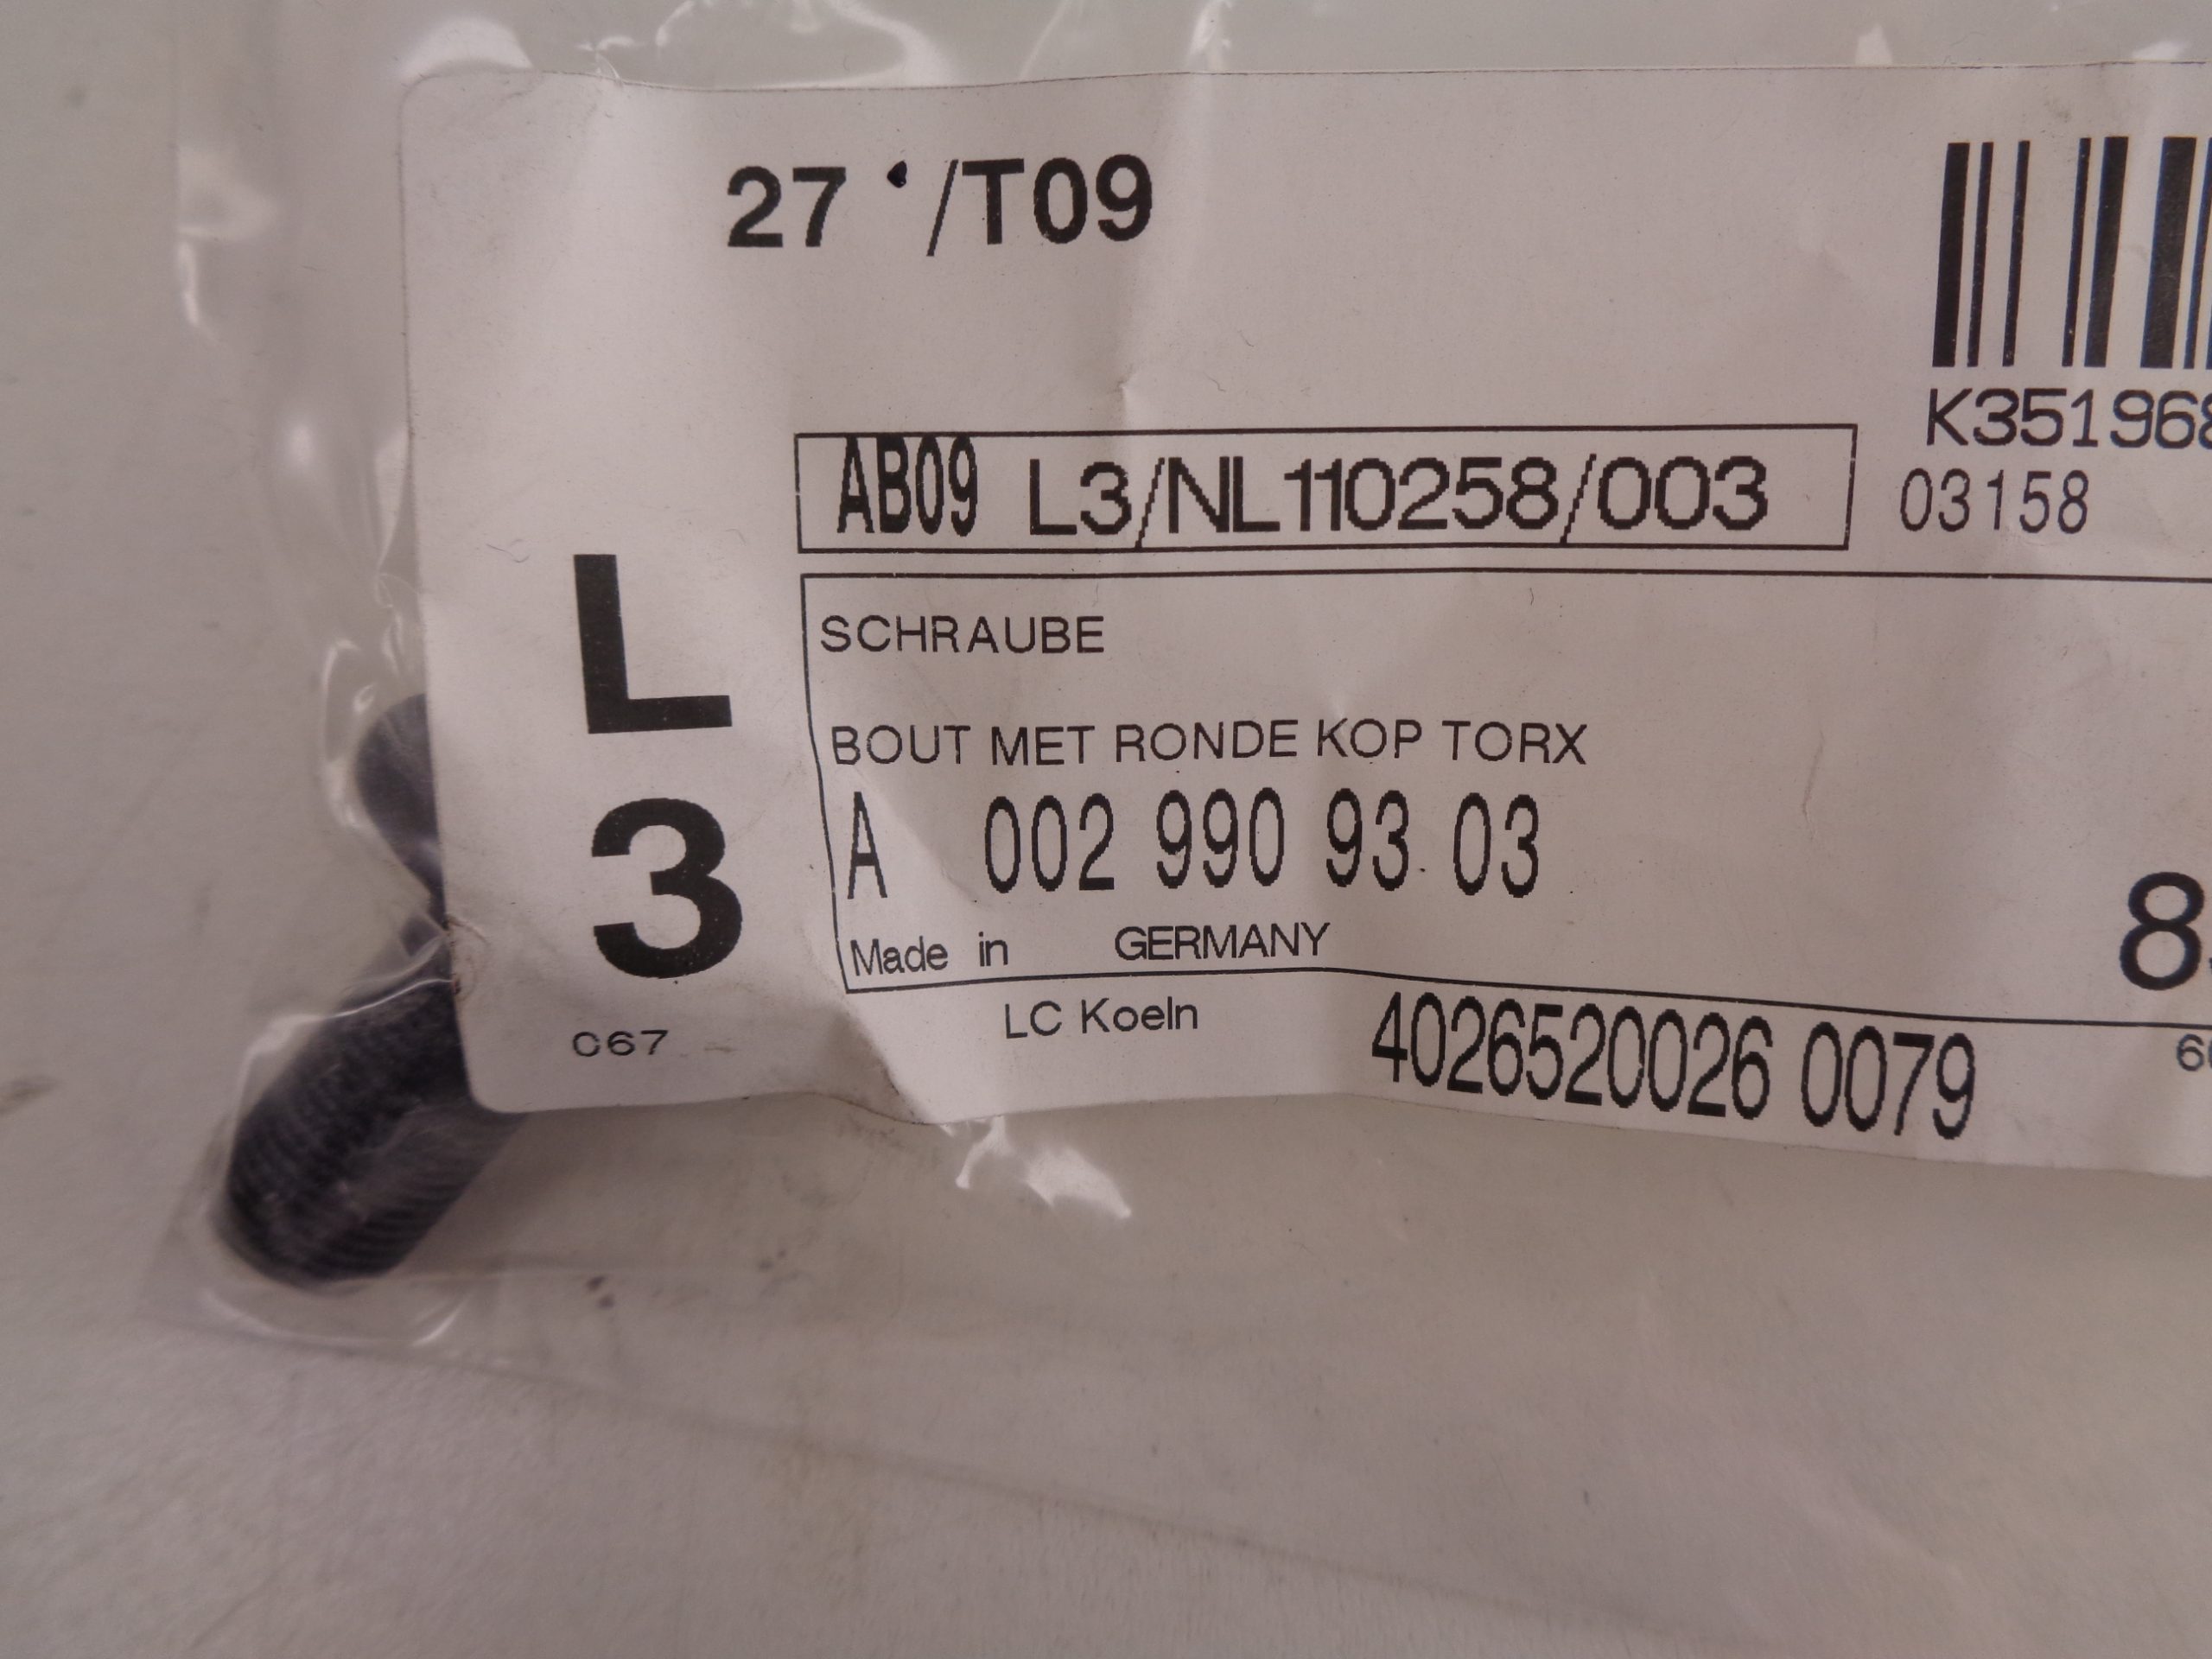 27 /T09
K351968
AB09 L3/NL110258/003
03158
L
3
SCHRAUBE
BOUT MET RONDE KOP TORX
A 002 990 93 03
8
Made in GERMANY
LC Koeln
4026520026 0079
C67